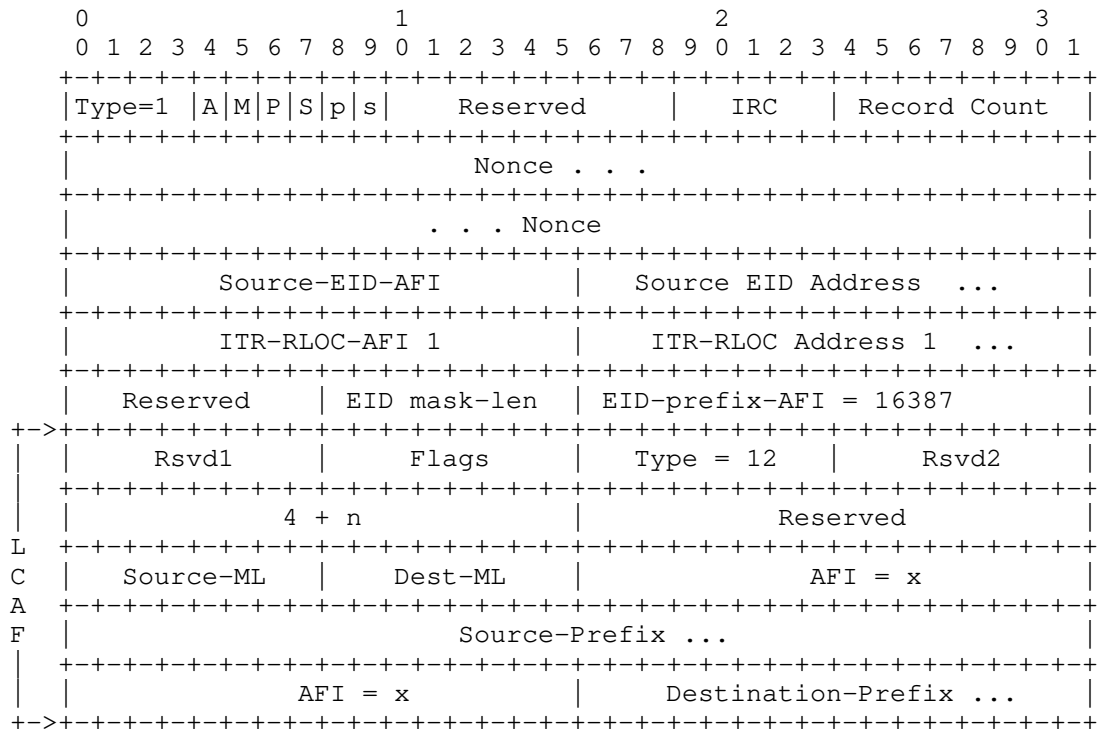 0                   1                   2                   3
0 1 2 3 4 5 6 7 8 9 0 1 2 3 4 5 6 7 8 9 0 1 2 3 4 5 6 7 8 9 0 1
+-+-+-+-+-+-+-+-+-+-+-+-+-+-+-+-+-+-+-+-+-+-+-+-+-+-+-+-+-+-+-+-+
|Type=1 |A|M|P|S|p|s|    Reserved     |   IRC   | Record Count  |
+-+-+-+-+-+-+-+-+-+-+-+-+-+-+-+-+-+-+-+-+-+-+-+-+-+-+-+-+-+-+-+-+
|                         Nonce . . .                           |
+-+-+-+-+-+-+-+-+-+-+-+-+-+-+-+-+-+-+-+-+-+-+-+-+-+-+-+-+-+-+-+-+
|                      . . . Nonce                              |
+-+-+-+-+-+-+-+-+-+-+-+-+-+-+-+-+-+-+-+-+-+-+-+-+-+-+-+-+-+-+-+-+
|         Source-EID-AFI        |   Source EID Address  ...     |
+-+-+-+-+-+-+-+-+-+-+-+-+-+-+-+-+-+-+-+-+-+-+-+-+-+-+-+-+-+-+-+-+
|         ITR-RLOC-AFI 1        |    ITR-RLOC Address 1  ...    |
+-+-+-+-+-+-+-+-+-+-+-+-+-+-+-+-+-+-+-+-+-+-+-+-+-+-+-+-+-+-+-+-+
|   Reserved    | EID mask-len  | EID-prefix-AFI = 16387        |
+->+-+-+-+-+-+-+-+-+-+-+-+-+-+-+-+-+-+-+-+-+-+-+-+-+-+-+-+-+-+-+-+-+
|  |     Rsvd1     |     Flags     |   Type = 12   |     Rsvd2     |
|  +-+-+-+-+-+-+-+-+-+-+-+-+-+-+-+-+-+-+-+-+-+-+-+-+-+-+-+-+-+-+-+-+
|  |             4 + n             |            Reserved           |
L  +-+-+-+-+-+-+-+-+-+-+-+-+-+-+-+-+-+-+-+-+-+-+-+-+-+-+-+-+-+-+-+-+
C  |   Source-ML   |    Dest-ML    |              AFI = x          |
A  +-+-+-+-+-+-+-+-+-+-+-+-+-+-+-+-+-+-+-+-+-+-+-+-+-+-+-+-+-+-+-+-+
F  |                        Source-Prefix ...                      |
|  +-+-+-+-+-+-+-+-+-+-+-+-+-+-+-+-+-+-+-+-+-+-+-+-+-+-+-+-+-+-+-+-+
|  |              AFI = x          |     Destination-Prefix ...    |
+->+-+-+-+-+-+-+-+-+-+-+-+-+-+-+-+-+-+-+-+-+-+-+-+-+-+-+-+-+-+-+-+-+